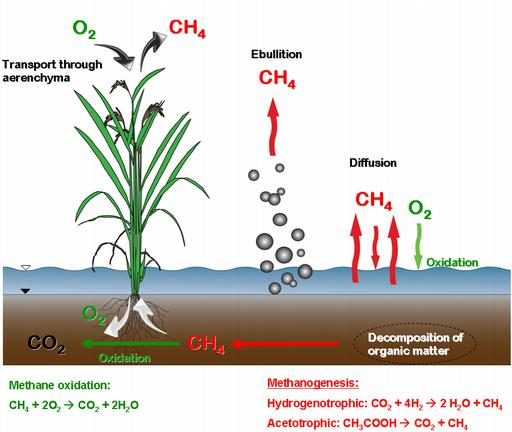 O2
CH4
Transport through
aerenchyma
Ebullition
CH4
Diffusion
CH4
O2
Oxidation
O2
CO2
Oxidation
CH4
Decomposition of
organic matter
Methane oxidation:
CH4 + 2O2 → CO2 + 2H2O
Methanogenesis:
Hydrogenotrophic: CO2 + 4H2 → 2 H2O + CH4
Acetotrophic: CH3COOH → CO2 + CH4